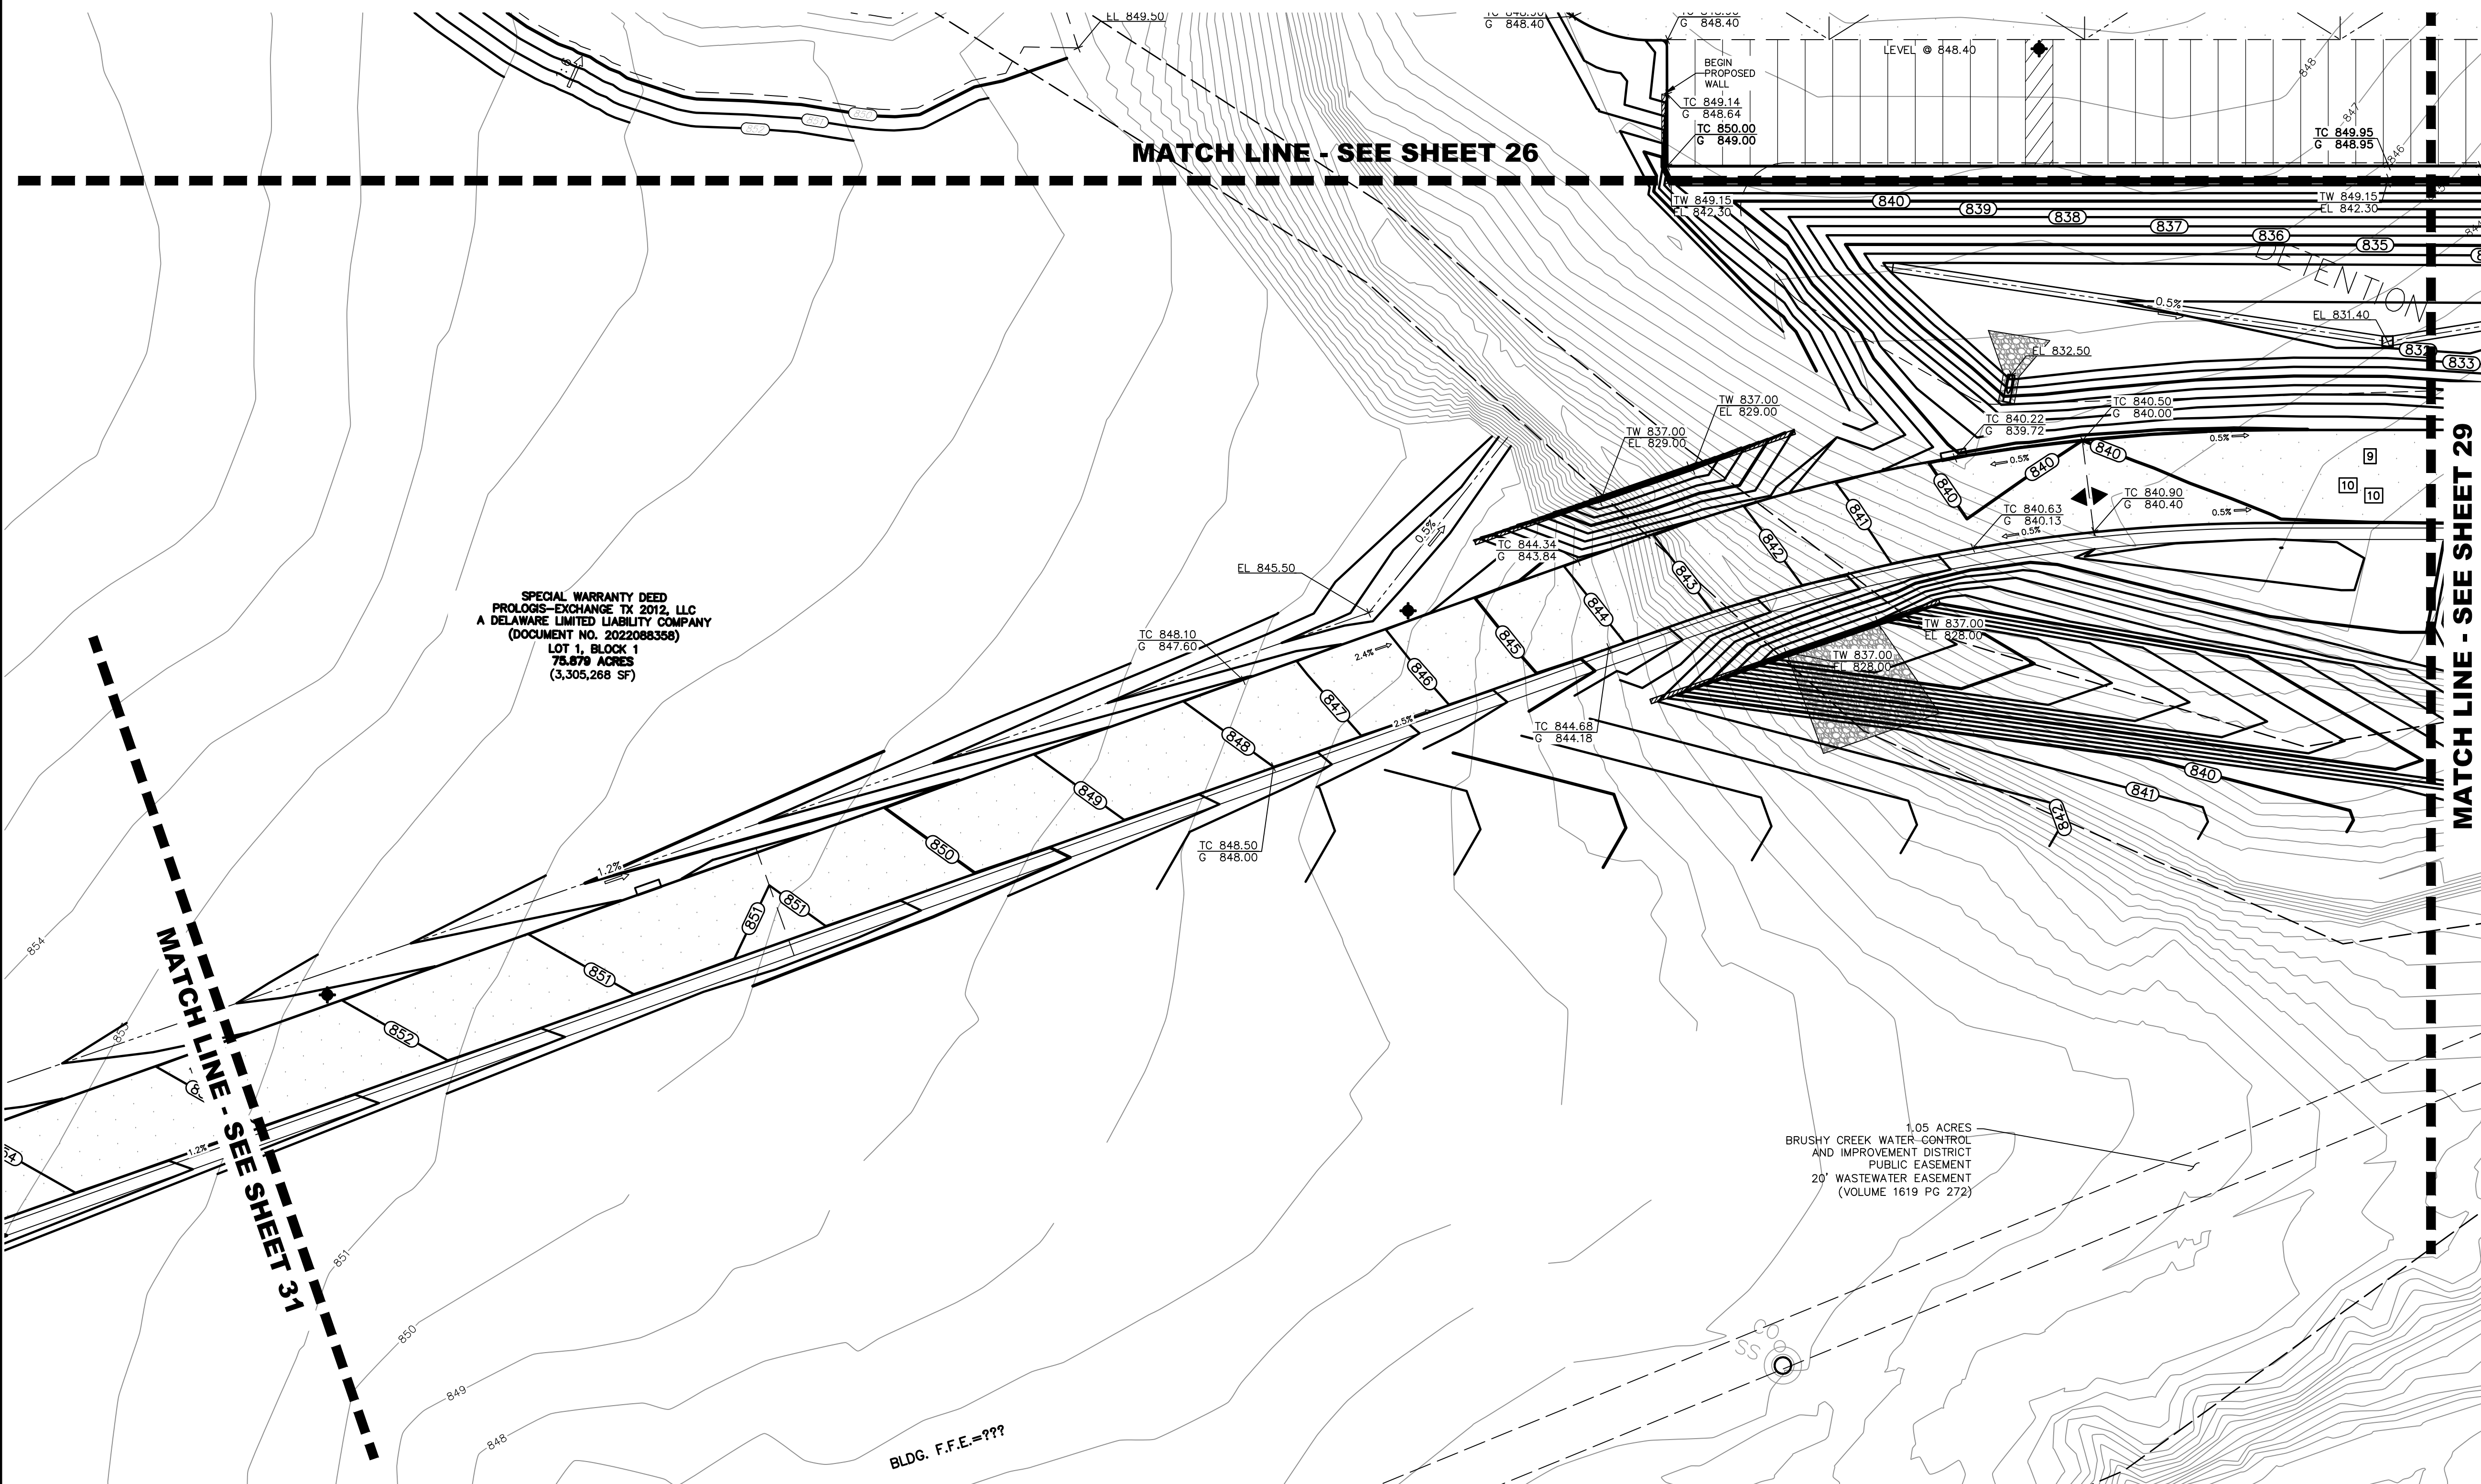 EL 849.50
G 848.40
G 848.40
LEVEL @ 848.40
848
BEGIN
PROPOSED
WALL
TC 849.14
G 848.64
TC 850.00
G 849.00
847
TC 849.95
G 848.95
846
850
851
852
MATCH LINE - SEE SHEET 26
TW 849.15
EL 842.30
TW 849.15
EL 842.30
840
839
838
837
836
835
DETENTION
0.5%
EL 831.40
832
833
EL 832.50
TW 837.00
EL 829.00
TW 837.00
EL 829.00
TC 840.22
G 839.72
TC 840.50
G 840.00
0.5%
0.5%
840
840
840
9
10
10
TC 840.90
G 840.40
TC 840.63
G 840.13
0.5%
0.5%
841
842
843
844
845
846
847
848
849
850
851
851
851
852
MATCH LINE - SEE SHEET 29
0.5%
TC 844.34
G 843.84
EL 845.50
SPECIAL WARRANTY DEED
PROLOGIS-EXCHANGE TX 2012, LLC
A DELAWARE LIMITED LIABILITY COMPANY
(DOCUMENT NO. 2022088358)
LOT 1, BLOCK 1
75.879 ACRES
(3,305,268 SF)
TC 848.10
G 847.60
2.4%
2.5%
TW 837.00
EL 828.00
TW 837.00
EL 828.00
TC 844.68
G 844.18
840
841
842
TC 848.50
G 848.00
1.2%
854
853
MATCH LINE - SEE SHEET 31
1.2%
851
850
849
848
1.05 ACRES
BRUSHY CREEK WATER CONTROL
AND IMPROVEMENT DISTRICT
PUBLIC EASEMENT
20' WASTEWATER EASEMENT
(VOLUME 1619 PG 272)
CO
SS
BLDG. F.F.E.=???